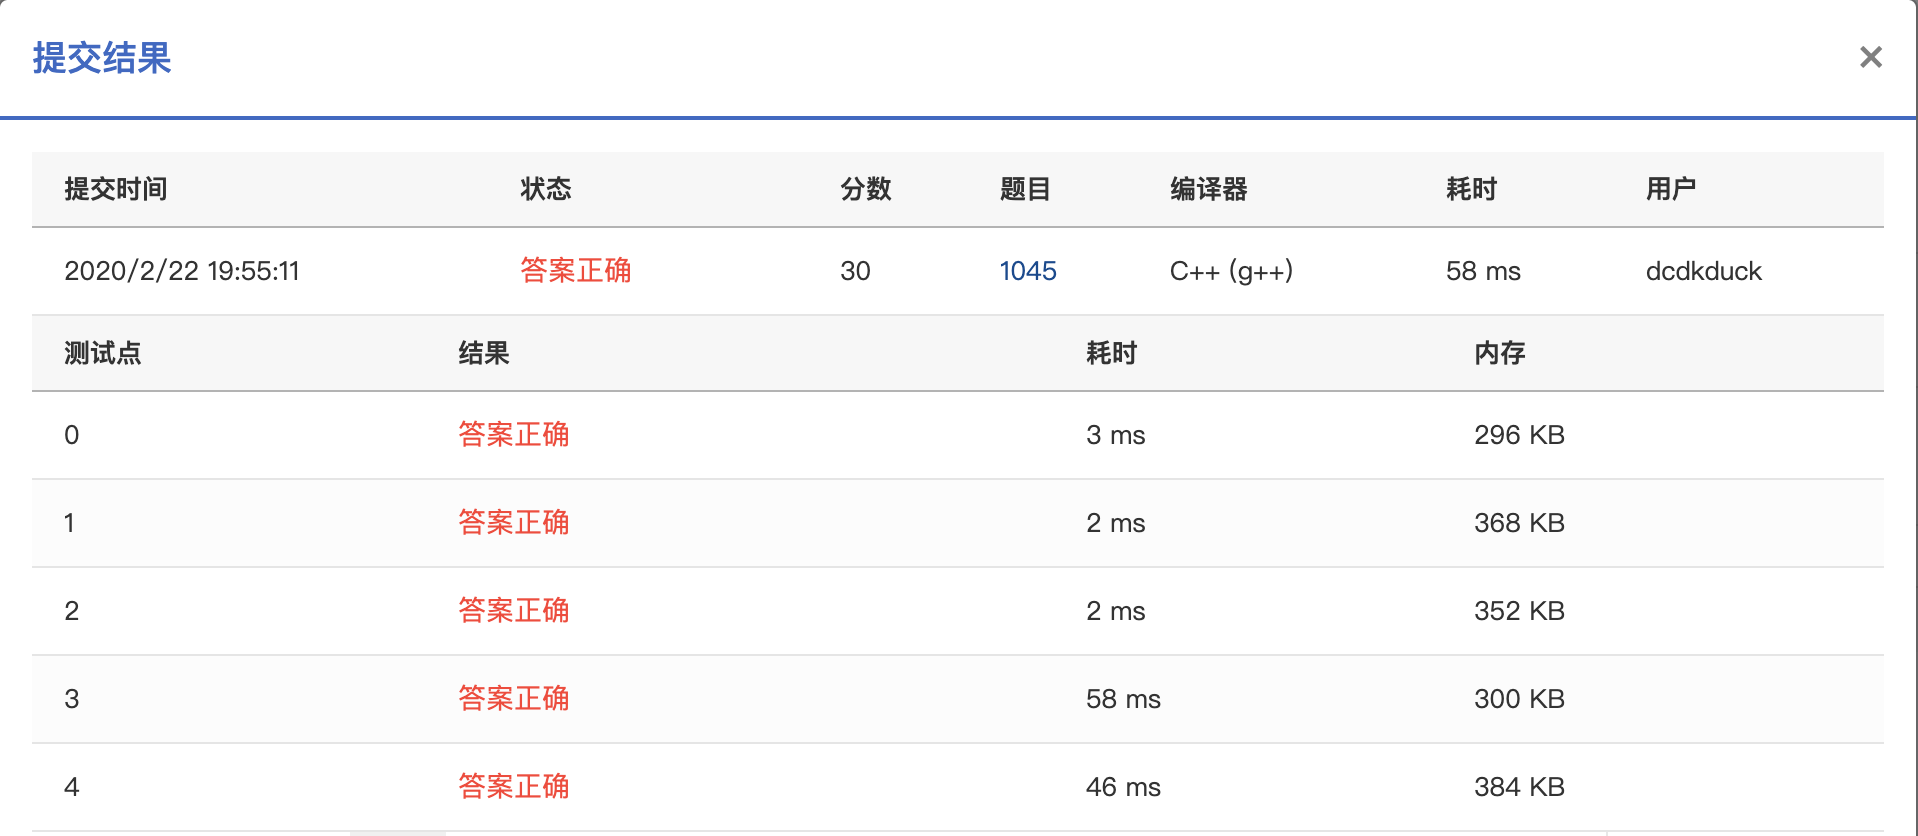 提交结果
×
提交时间 状态 分数 题目 编译器 耗时 用户
2020/2/22 19:55:11 答案正确 30 1045 C++ (g++) 58 ms dcdkduck
测试点 结果 耗时 内存
0 答案正确 3 ms 296 KB
1 答案正确 2 ms 368 KB
2 答案正确 2 ms 352 KB
3 答案正确 58 ms 300 KB
4 答案正确 46 ms 384 KB